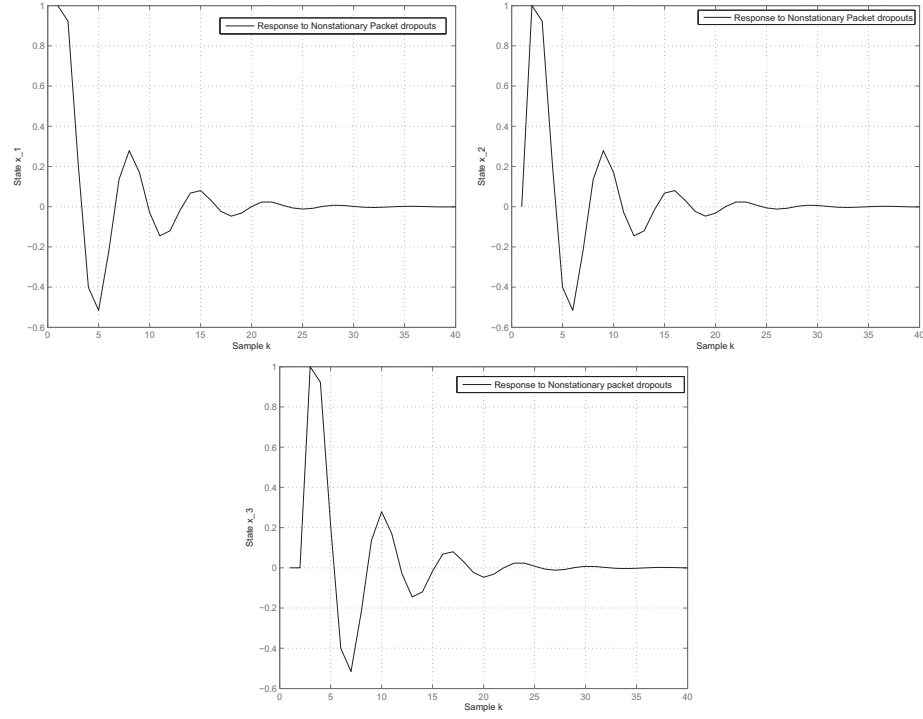 Response to Nonstationary Packet dropouts
1
0.8
0.6
0.4
0.2
0
−0.2
−0.4
−0.6
State x_1
0 5 10 15 20 25 30 35 40
Sample k
Response to Nonstationary Packet dropouts
1
0.8
0.6
0.4
0.2
0
−0.2
−0.4
−0.6
State x_2
0 5 10 15 20 25 30 35 40
Sample k
Response to Nonstationary packet dropouts
1
0.8
0.6
0.4
0.2
0
−0.2
−0.4
−0.6
State x_3
0 5 10 15 20 25 30 35 40
Sample k